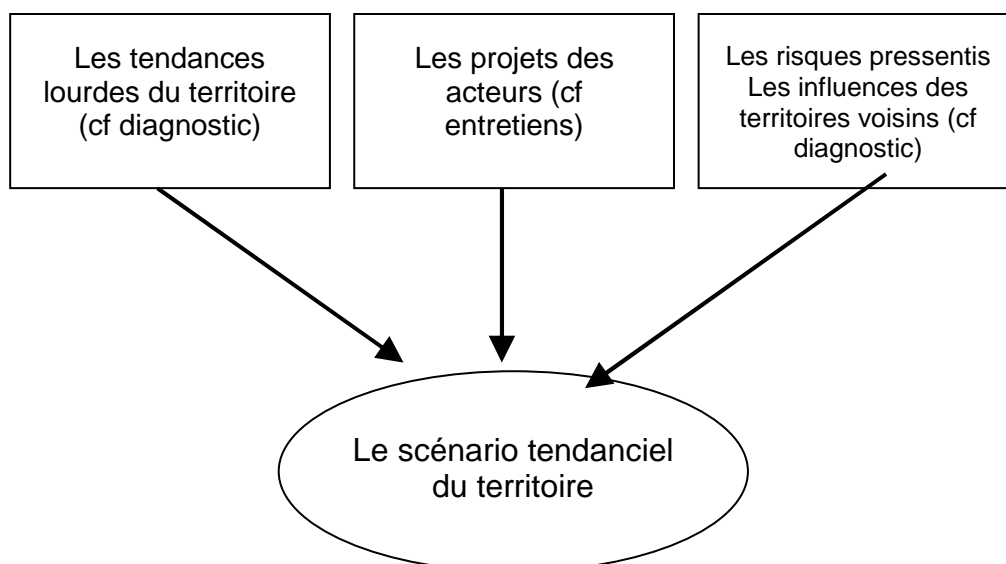 Les tendances
lourdes du territoire
(cf diagnostic)
Les projets des
acteurs (cf
entretiens)
Les risques pressentis
Les influences des
territoires voisins (cf
diagnostic)
Le scénario tendanciel
du territoire